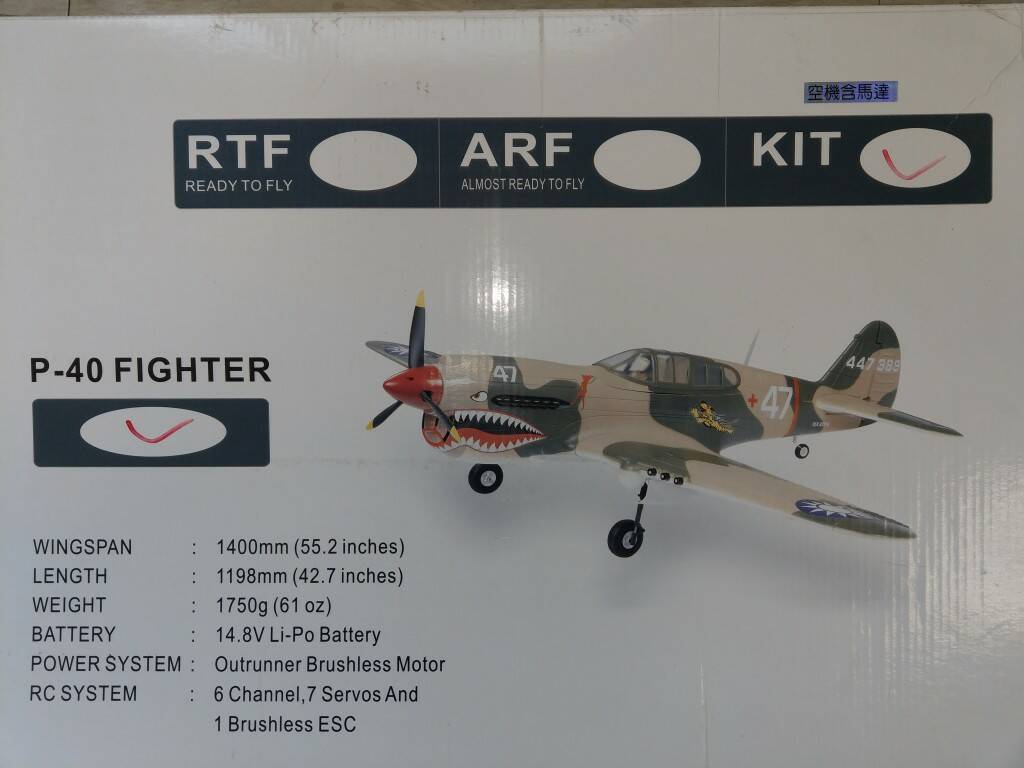 空機含馬達
RTF
READY TO FLY
ARF
ALMOST READY TO FLY
KIT
P-40 FIGHTER
47
447 989
47
WINGSPAN : 1400mm (55.2 inches)
LENGTH : 1198mm (42.7 inches)
WEIGHT : 1750g (61 oz)
BATTERY : 14.8V Li-Po Battery
POWER SYSTEM : Outrunner Brushless Motor
RC SYSTEM : 6 Channel,7 Servos And
1 Brushless ESC